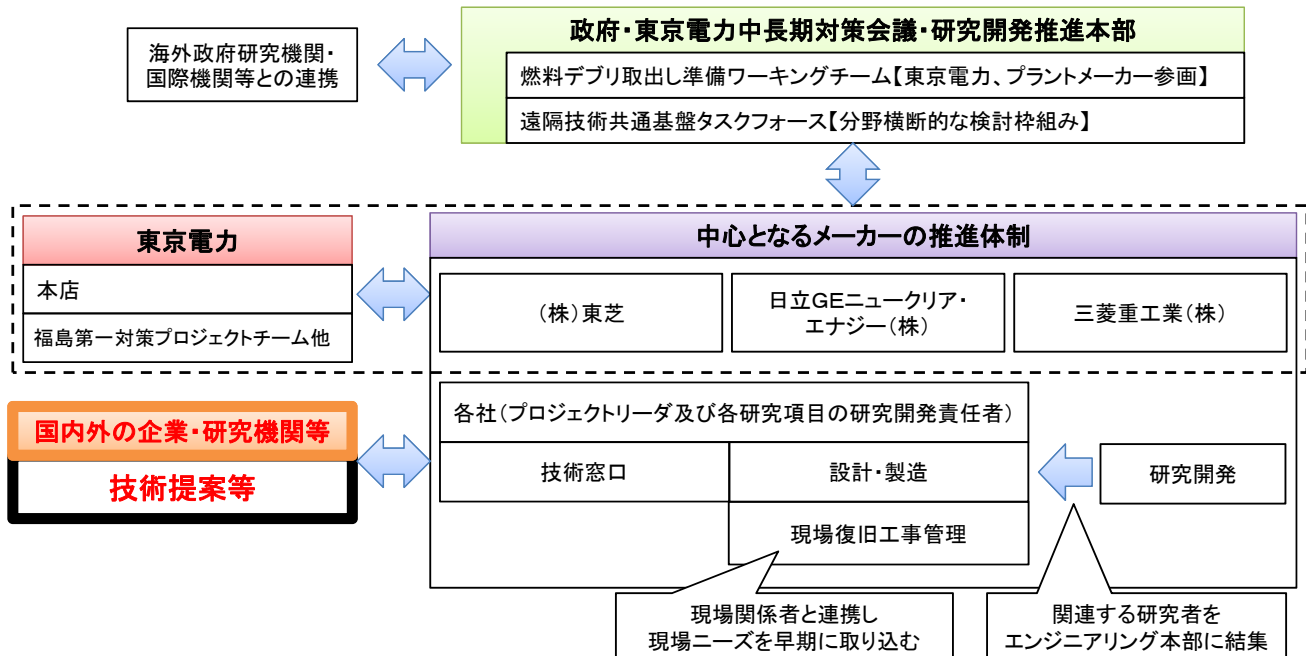 海外政府研究機関・
国際機関等との連携
政府・東京電力中長期対策会議・研究開発推進本部
燃料デブリ取出し準備ワーキングチーム【東京電力、プラントメーカー参画】
遠隔技術共通基盤タスクフォース【分野横断的な検討枠組み】
東京電力
本店
福島第一対策プロジェクトチーム他
中心となるメーカーの推進体制
(株)東芝
日立GEニュークリア・
エナジー(株)
三菱重工業(株)
国内外の企業・研究機関等
技術提案等
各社(プロジェクトリーダ及び各研究項目の研究開発責任者)
技術窓口
設計・製造
現場復旧工事管理
研究開発
現場関係者と連携し
現場ニーズを早期に取り込む
関連する研究者を
エンジニアリング本部に結集